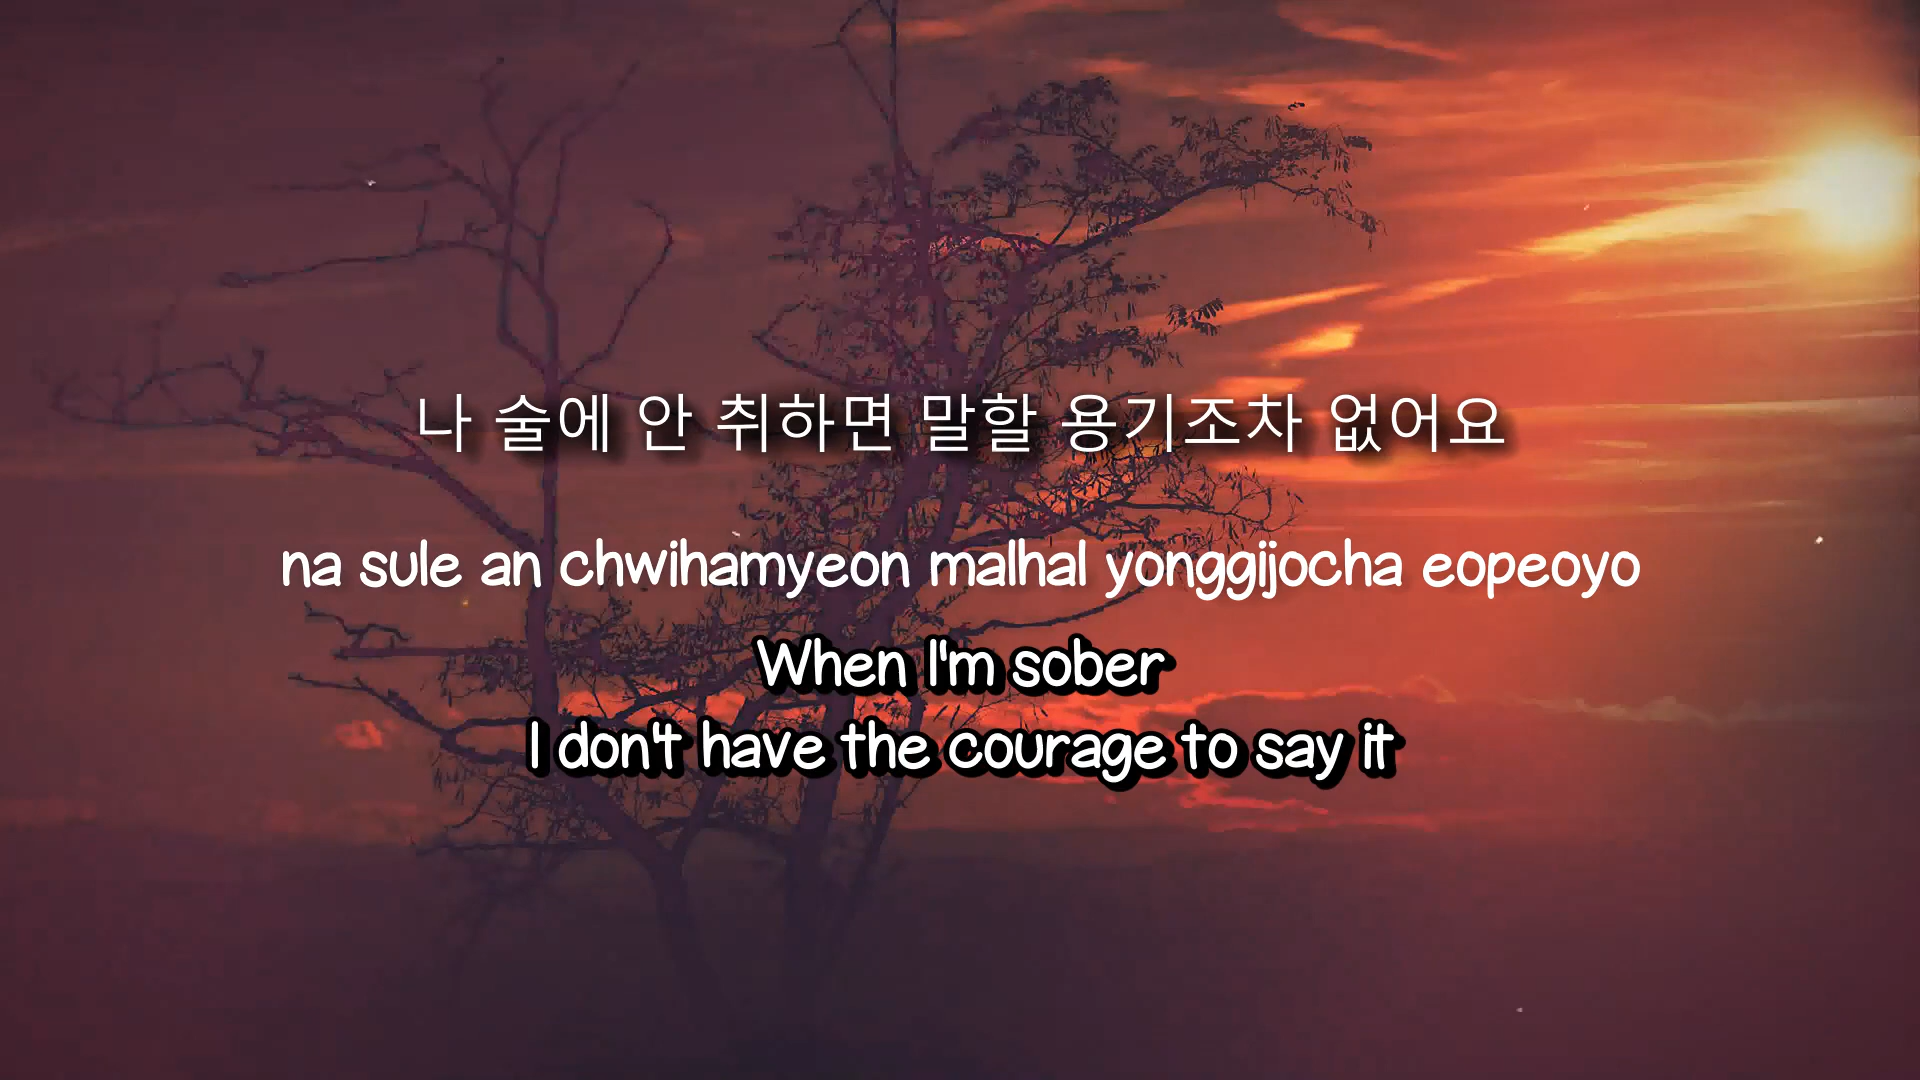 나 술에 안 취하면 말할 용기조차 없어요
na sule an chwihamyeon malhal yonggijocha eopeoyo
When I'm sober
I don't have the courage to say it